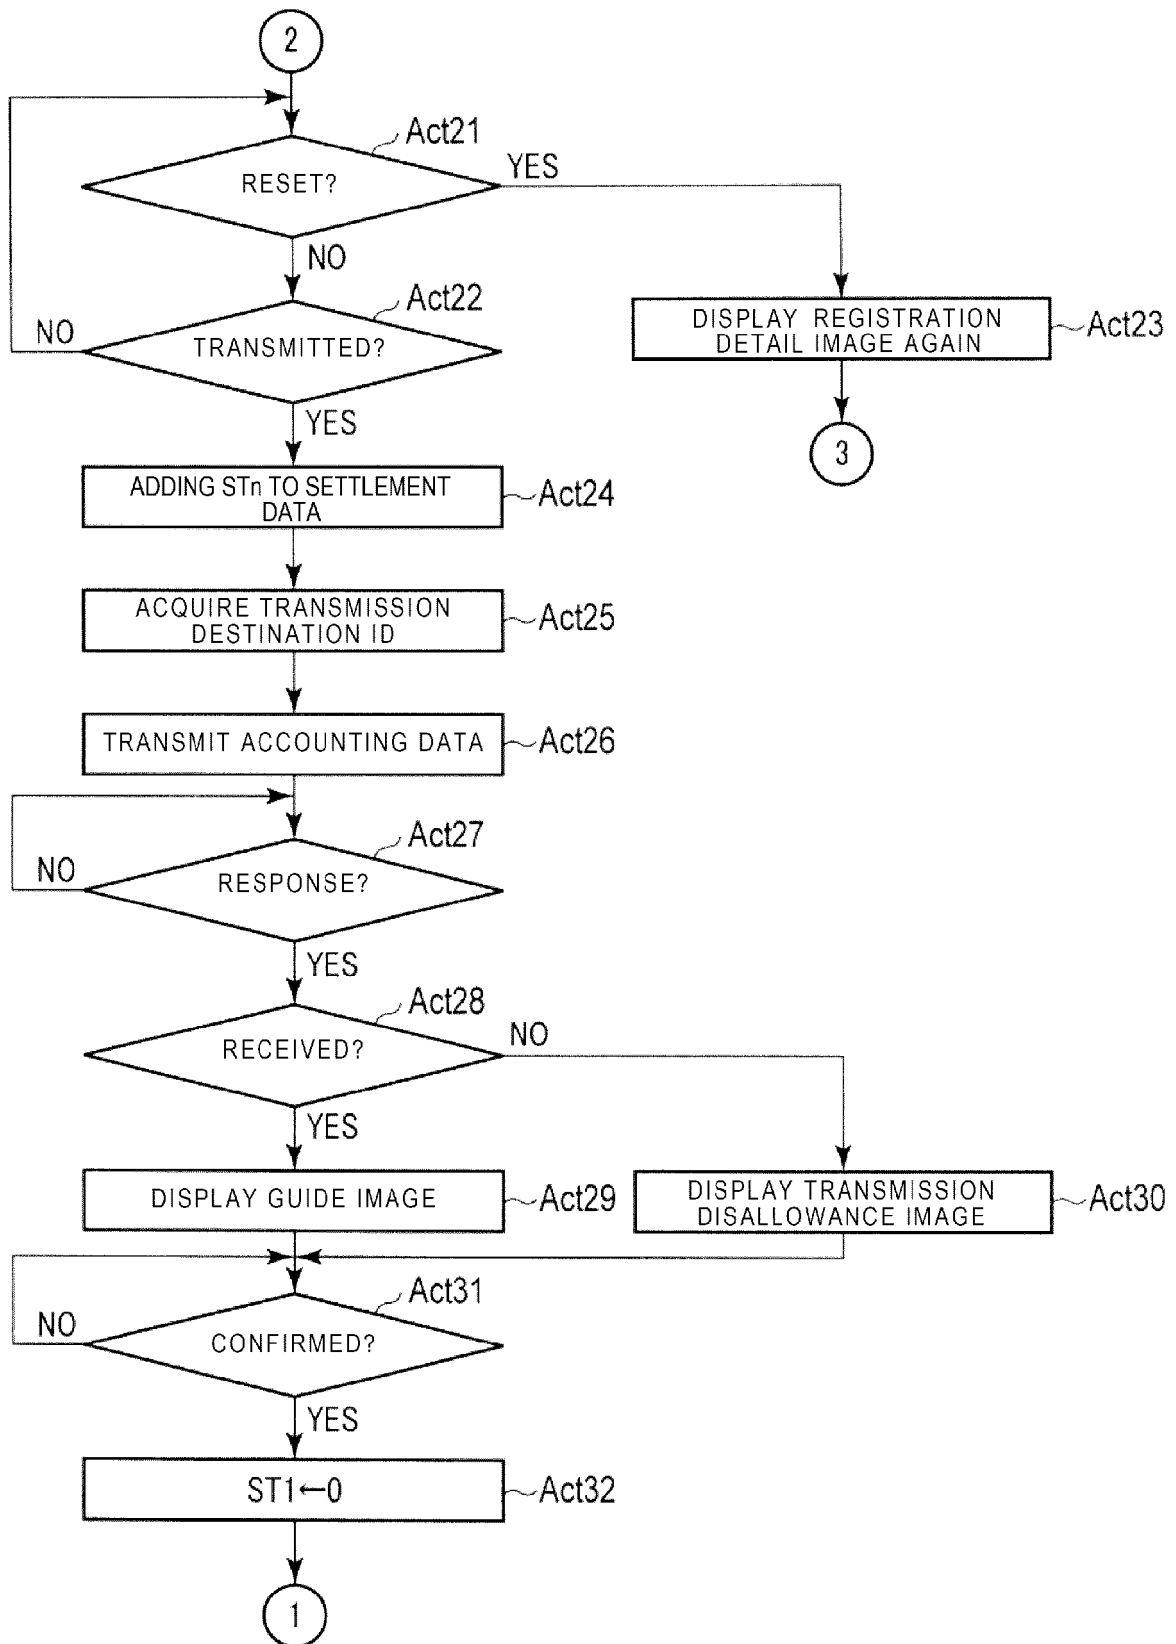 2
Act21
RESET?
YES
NO
Act22
NO
TRANSMITTED?
DISPLAY REGISTRATION
DETAIL IMAGE AGAIN
Act23
YES
3
ADDING STn TO SETTLEMENT
DATA
Act24
ACQUIRE TRANSMISSION
DESTINATION ID
Act25
TRANSMIT ACCOUNTING DATA
Act26
Act27
NO
RESPONSE?
YES
Act28
RECEIVED?
NO
YES
DISPLAY GUIDE IMAGE
Act29
DISPLAY TRANSMISSION
DISALLOWANCE IMAGE
Act30
Act31
NO
CONFIRMED?
YES
ST1←0
Act32
1